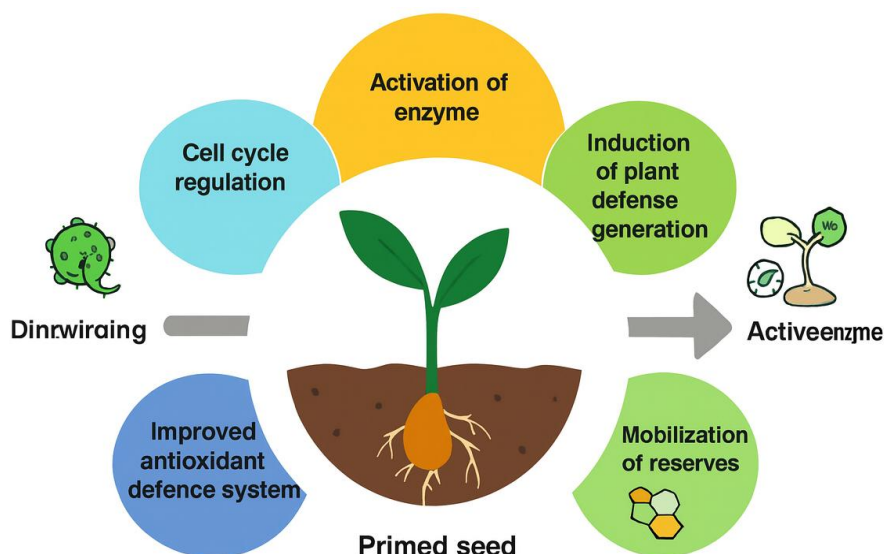 Activation of
enzyme
Cell cycle
regulation
Induction
of plant
defense
generation
Wo
Dinrwiraing
Activeenzme
Improved
antioxidant
defence system
Mobilization
of reserves
Primed seed